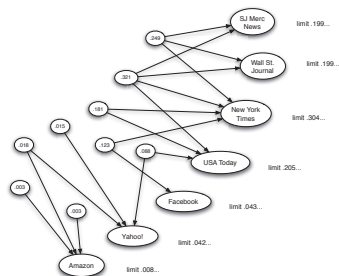 SJ Merc
News
limit .199...
.249
Wall St.
Journal
limit .199...
.321
New York
Times
limit .304...
.181
.015
.123
.088
.018
USA Today
limit .205...
.003
Facebook
limit .043...
.003
Yahoo!
limit .042...
Amazon
limit .008...